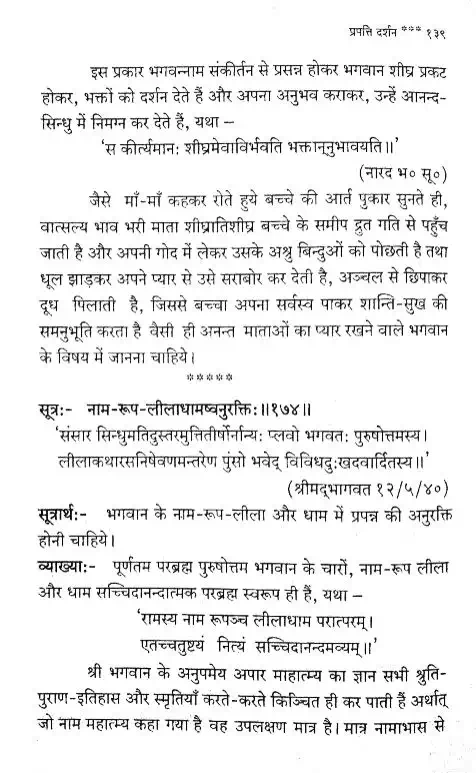 प्रपत्ति दर्शन *** १३९
इस प्रकार भगवन्नाम संकीर्तन से प्रसन्न होकर भगवान शीघ्र प्रकट
होकर, भक्तों को दर्शन देते हैं और अपना अनुभव कराकर, उन्हें आनन्द-
सिन्धु में निमग्न कर देते हैं, यथा –
'स कीर्त्यमानः शीघ्रमेवाविर्भवति भक्तान्नुभावयति॥'
(नारद भ० सू०)
जैसे माँ-माँ कहकर रोते हुये बच्चे की आर्त पुकार सुनते ही,
वात्सल्य भाव भरी माता शीघ्रातिशीघ्र बच्चे के समीप द्रुत गति से पहुँच
जाती है और अपनी गोद में लेकर उसके अश्रु बिन्दुओं को पोछती है तथा
धूल झाड़कर अपने प्यार से उसे सराबोर कर देती है, अञ्चल से छिपाकर
दूध पिलाती है, जिससे बच्चा अपना सर्वस्व पाकर शान्ति-सुख की
समनुभूति करता है वैसी ही अनन्त माताओं का प्यार रखने वाले भगवान
के विषय में जानना चाहिये।
*****
सूत्रः- नाम-रूप-लीलाधामष्वनुरक्तिः॥१७४॥
'संसार सिन्धुमतिदुस्तरमुत्तितीर्षोर्नान्यः प्लवो भगवतः पुरुषोत्तमस्य।
लीलाकथारसनिषेवणमन्तरेण पुंसो भवेद् विविधदुःखदवार्दितस्य॥'
(श्रीमद्भागवत १२/५/४०)
सूत्रार्थः- भगवान के नाम-रूप-लीला और धाम में प्रपन्न की अनुरक्ति
होनी चाहिये।
व्याख्याः- पूर्णतम परब्रह्म पुरुषोत्तम भगवान के चारों, नाम-रूप लीला
और धाम सच्चिदानन्दात्मक परब्रह्म स्वरूप ही हैं, यथा –
'रामस्य नाम रूपञ्च लीलाधाम परात्परम्।
एतच्चतुष्टयं नित्यं सच्चिदानन्दमव्यम्॥'
श्री भगवान के अनुपमेय अपार माहात्म्य का ज्ञान सभी श्रुति-
पुराण-इतिहास और स्मृतियाँ करते-करते किञ्चित ही कर पाती हैं अर्थात्
जो नाम महात्म्य कहा गया है वह उपलक्षण मात्र है। मात्र नामाभास से